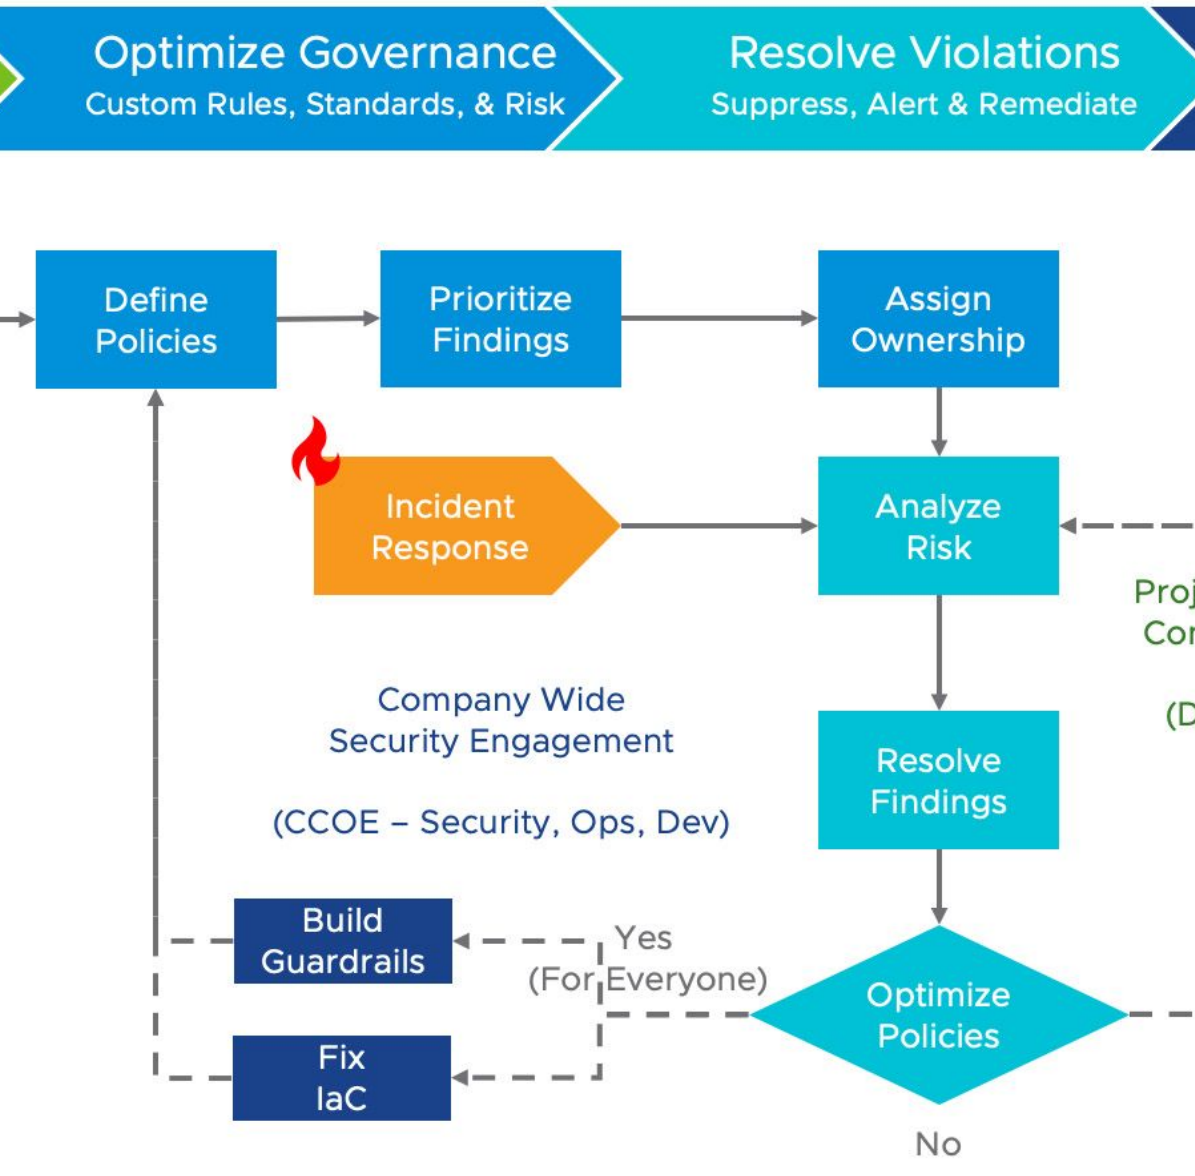 Optimize Governance
Custom Rules, Standards, & Risk
Resolve Violations
Suppress, Alert & Remediate
Define
Policies
Prioritize
Findings
Assign
Ownership
Incident
Response
Analyze
Risk
Company Wide
Security Engagement
(CCOE – Security, Ops, Dev)
Resolve
Findings
Build
Guardrails
Yes
(For Everyone)
Optimize
Policies
Fix
IaC
No